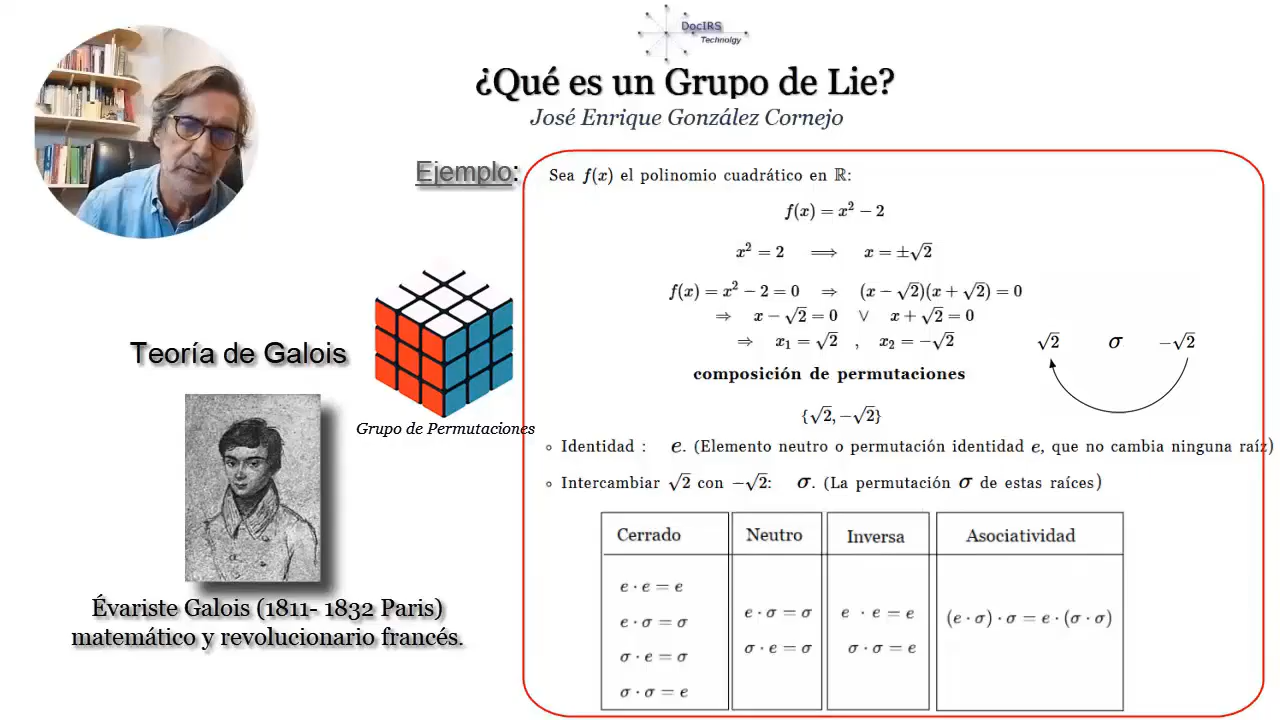 DocIRS
Technolgy
¿Qué es un Grupo de Lie?
José Enrique González Cornejo
Ejemplo:
Sea f(x) el polinomio cuadrático en ℝ:
f(x) = x² − 2
x² = 2 ⟹ x = ±√2
f(x) = x² − 2 = 0 ⇒ (x − √2)(x + √2) = 0
⇒ x − √2 = 0 ∨ x + √2 = 0
⇒ x₁ = √2 , x₂ = −√2
√2 σ −√2
composición de permutaciones
{√2, −√2}
Identidad : e. (Elemento neutro o permutación identidad e, que no cambia ninguna raíz)
Intercambiar √2 con −√2: σ. (La permutación σ de estas raíces)
Cerrado Neutro Inversa Asociatividad
e · e = e
e · σ = σ
σ · e = σ
σ · σ = e
e · σ = σ
σ · e = σ
e · e = e
σ · σ = e
(e · σ) · σ = e · (σ · σ)
Teoría de Galois
Grupo de Permutaciones
Évariste Galois (1811- 1832 Paris)
matemático y revolucionario francés.